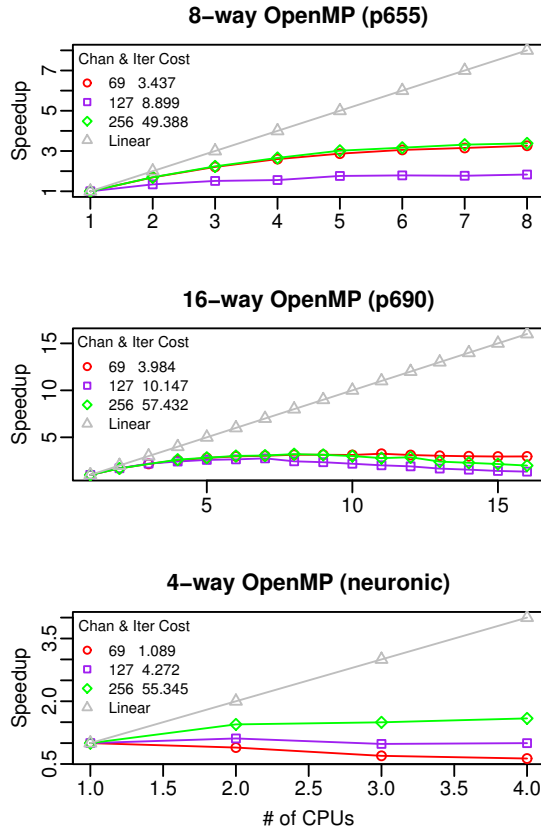 8−way OpenMP (p655)
Chan & Iter Cost
69 3.437
127 8.899
256 49.388
Linear
Speedup
7
5
3
1
1 2 3 4 5 6 7 8
16−way OpenMP (p690)
Chan & Iter Cost
69 3.984
127 10.147
256 57.432
Linear
Speedup
15
10
5
5 10 15
4−way OpenMP (neuronic)
Chan & Iter Cost
69 1.089
127 4.272
256 55.345
Linear
Speedup
3.5
2.0
0.5
1.0 1.5 2.0 2.5 3.0 3.5 4.0
# of CPUs